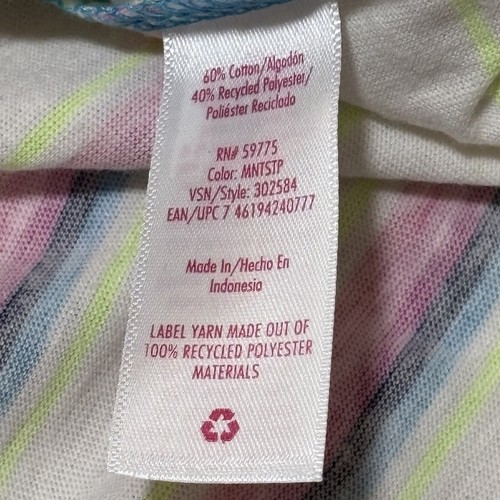 60% Cotton/Algodón
40% Recycled Polyester/
Poliéster Reciclado
RN# 59775
Color: MNTSTP
VSN/Style: 302584
EAN/UPC 7 46194240777
Made In/Hecho En
Indonesia
LABEL YARN MADE OUT OF
100% RECYCLED POLYESTER
MATERIALS